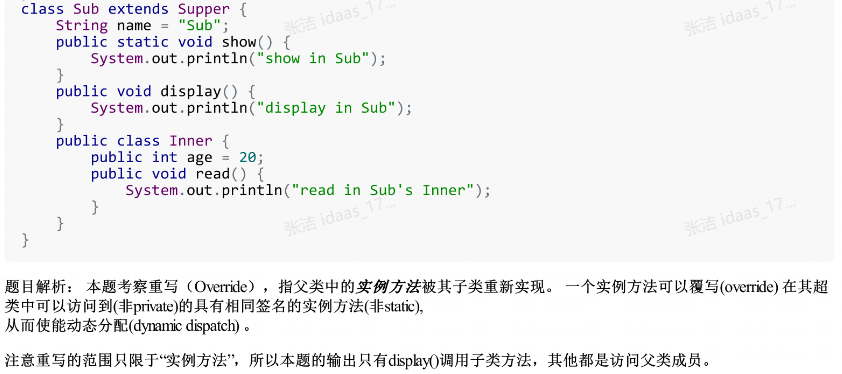 class Sub extends Supper {
    String name = "Sub";
    public static void show() {
        System.out.println("show in Sub");
    }
    public void display() {
        System.out.println("display in Sub");
    }
    public class Inner {
        public int age = 20;
        public void read() {
            System.out.println("read in Sub's Inner");
        }
    }
}
张洁 idaas_17...
张洁 idaas_17...
张洁 idaas_17...
张洁 idaas_17...
题目解析： 本题考察重写（Override），指父类中的实例方法被其子类重新实现。 一个实例方法可以覆写(override) 在其超
类中可以访问到(非private)的具有相同签名的实例方法(非static),
从而使能动态分配(dynamic dispatch) 。
注意重写的范围只限于“实例方法”，所以本题的输出只有display()调用子类方法，其他都是访问父类成员。